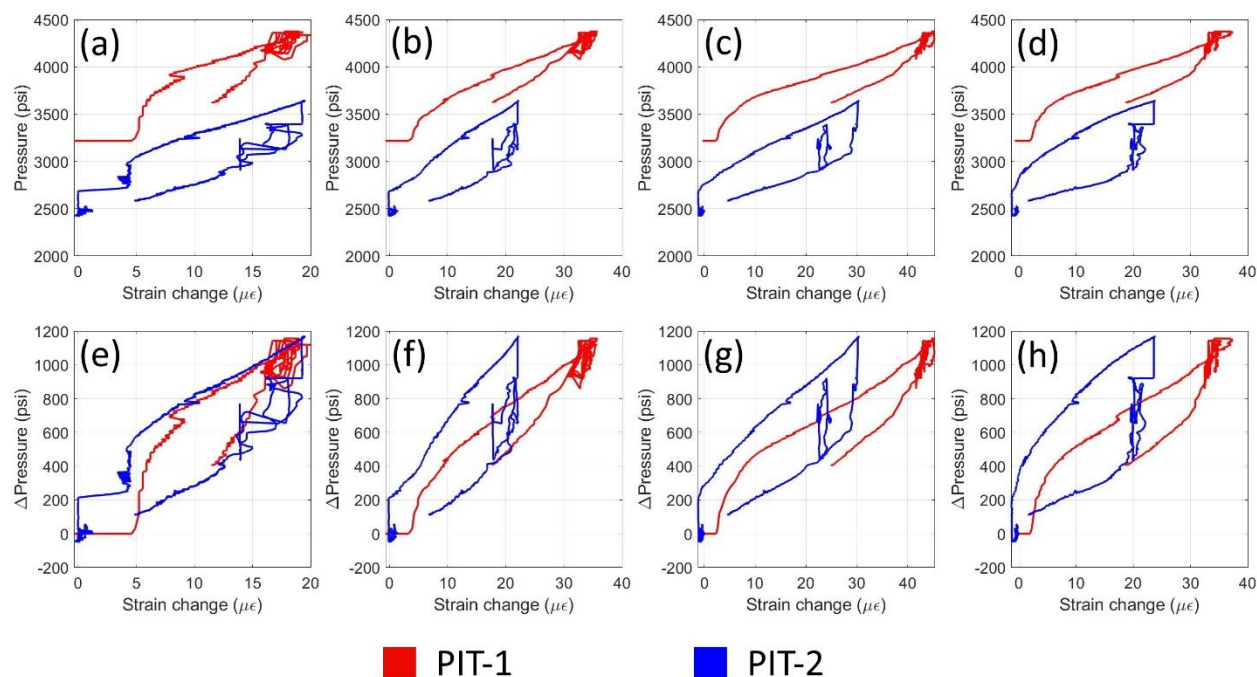 (a) (b) (c) (d)
4500 4500 4500 4500
4000 4000 4000 4000
3500 3500 3500 3500
3000 3000 3000 3000
2500 2500 2500 2500
2000 2000 2000 2000
Pressure (psi) Pressure (psi) Pressure (psi) Pressure (psi)
0 5 10 15 20 0 10 20 30 40 0 10 20 30 40 0 10 20 30 40
Strain change (με) Strain change (με) Strain change (με) Strain change (με)
(e) (f) (g) (h)
1200 1200 1200 1200
1000 1000 1000 1000
800 800 800 800
600 600 600 600
400 400 400 400
200 200 200 200
0 0 0 0
-200 -200 -200 -200
ΔPressure (psi) ΔPressure (psi) ΔPressure (psi) ΔPressure (psi)
0 5 10 15 20 0 10 20 30 40 0 10 20 30 40 0 10 20 30 40
Strain change (με) Strain change (με) Strain change (με) Strain change (με)
PIT-1 PIT-2